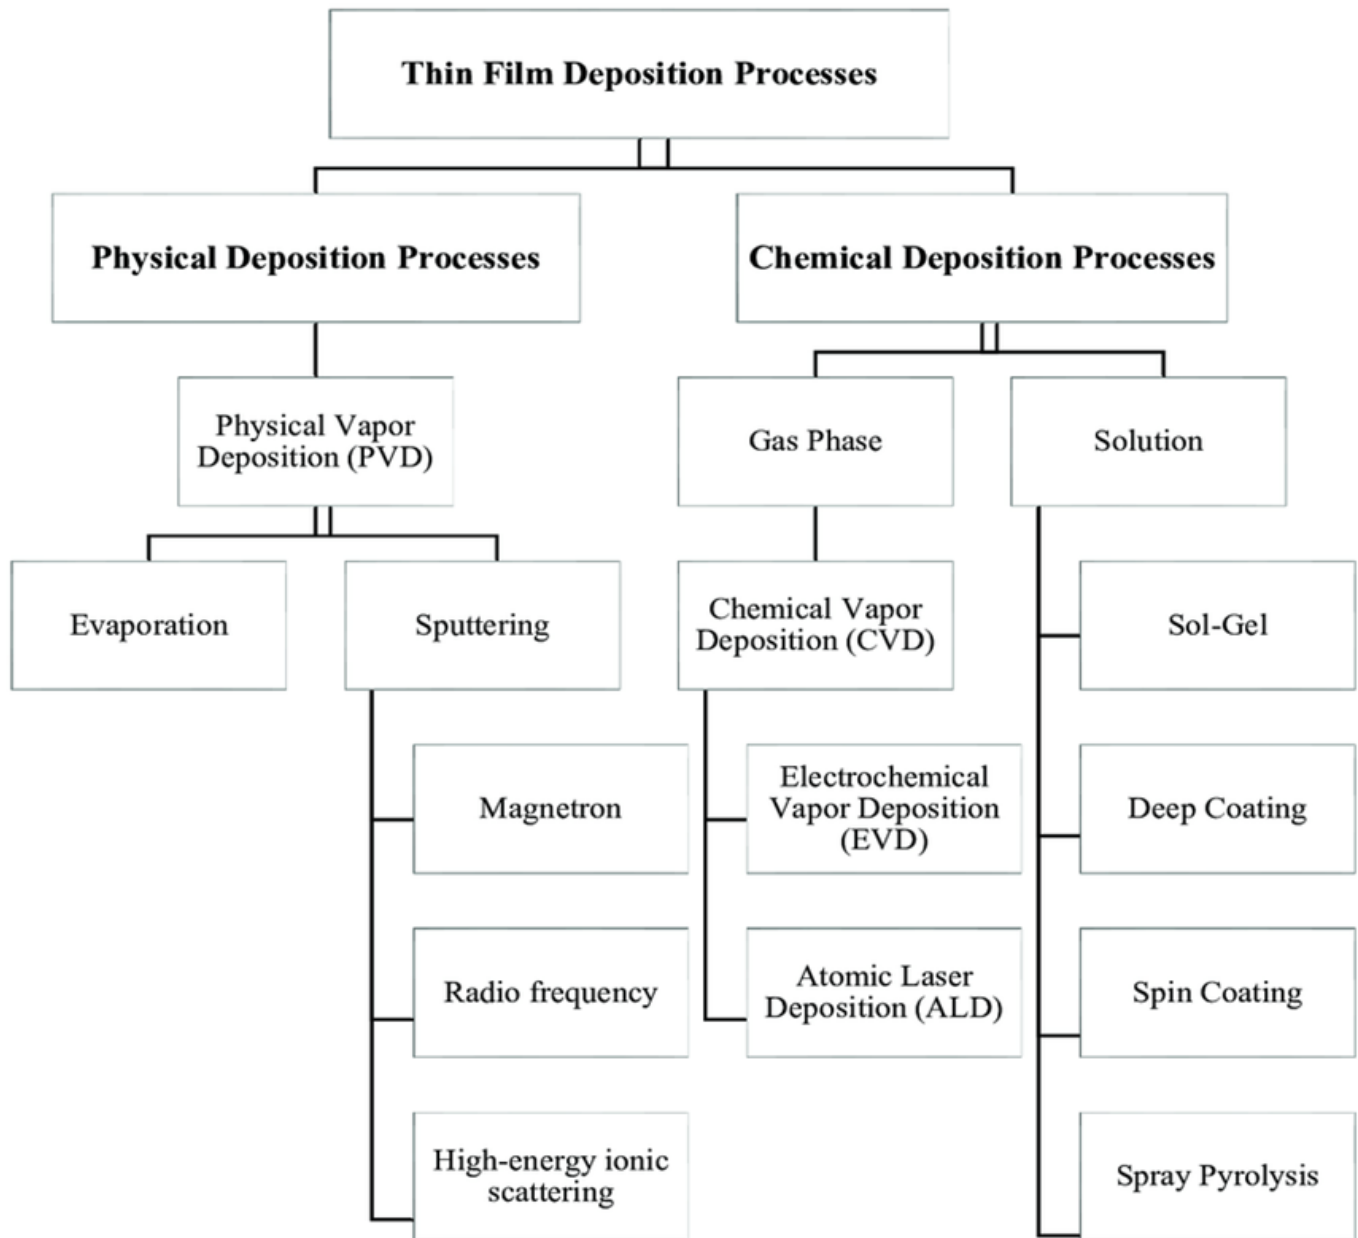 Thin Film Deposition Processes
Physical Deposition Processes
Chemical Deposition Processes
Physical Vapor
Deposition (PVD)
Gas Phase
Solution
Evaporation
Sputtering
Chemical Vapor
Deposition (CVD)
Sol-Gel
Magnetron
Electrochemical
Vapor Deposition
(EVD)
Deep Coating
Radio frequency
Atomic Laser
Deposition (ALD)
Spin Coating
High-energy ionic
scattering
Spray Pyrolysis